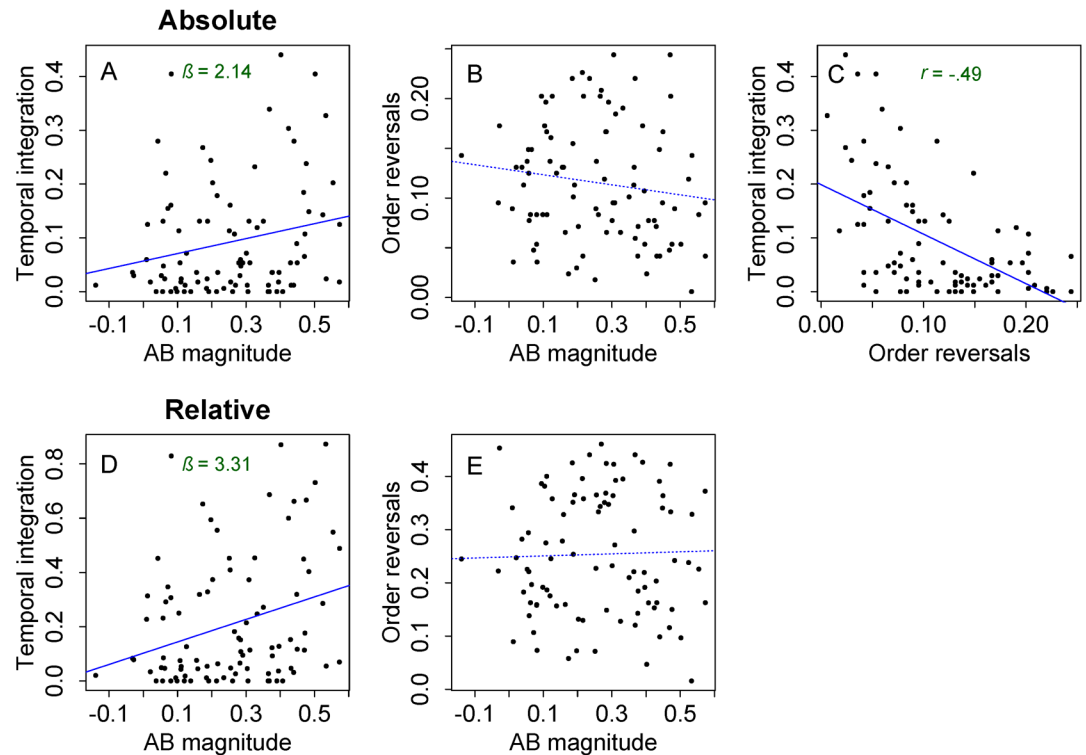 Absolute
A
ß = 2.14
Temporal integration
0.0 0.1 0.2 0.3 0.4
-0.1 0.1 0.3 0.5
AB magnitude
B
Order reversals
0.00 0.10 0.20
-0.1 0.1 0.3 0.5
AB magnitude
C
r = -.49
Temporal integration
0.0 0.1 0.2 0.3 0.4
0.00 0.10 0.20
Order reversals
Relative
D
ß = 3.31
Temporal integration
0.0 0.2 0.4 0.6 0.8
-0.1 0.1 0.3 0.5
AB magnitude
E
Order reversals
0.0 0.1 0.2 0.3 0.4
-0.1 0.1 0.3 0.5
AB magnitude